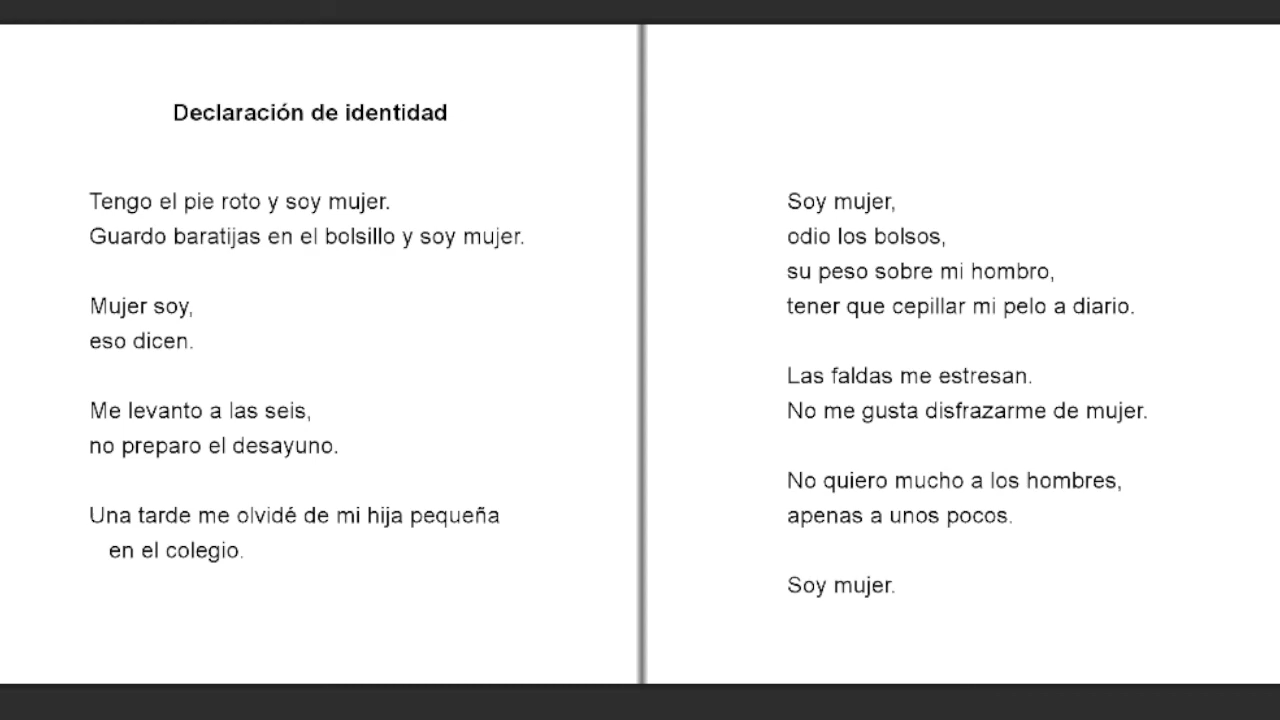 Declaración de identidad
Tengo el pie roto y soy mujer.
Guardo baratijas en el bolsillo y soy mujer.
Mujer soy,
eso dicen.
Me levanto a las seis,
no preparo el desayuno.
Una tarde me olvidé de mi hija pequeña
en el colegio.
Soy mujer,
odio los bolsos,
su peso sobre mi hombro,
tener que cepillar mi pelo a diario.
Las faldas me estresan.
No me gusta disfrazarme de mujer.
No quiero mucho a los hombres,
apenas a unos pocos.
Soy mujer.